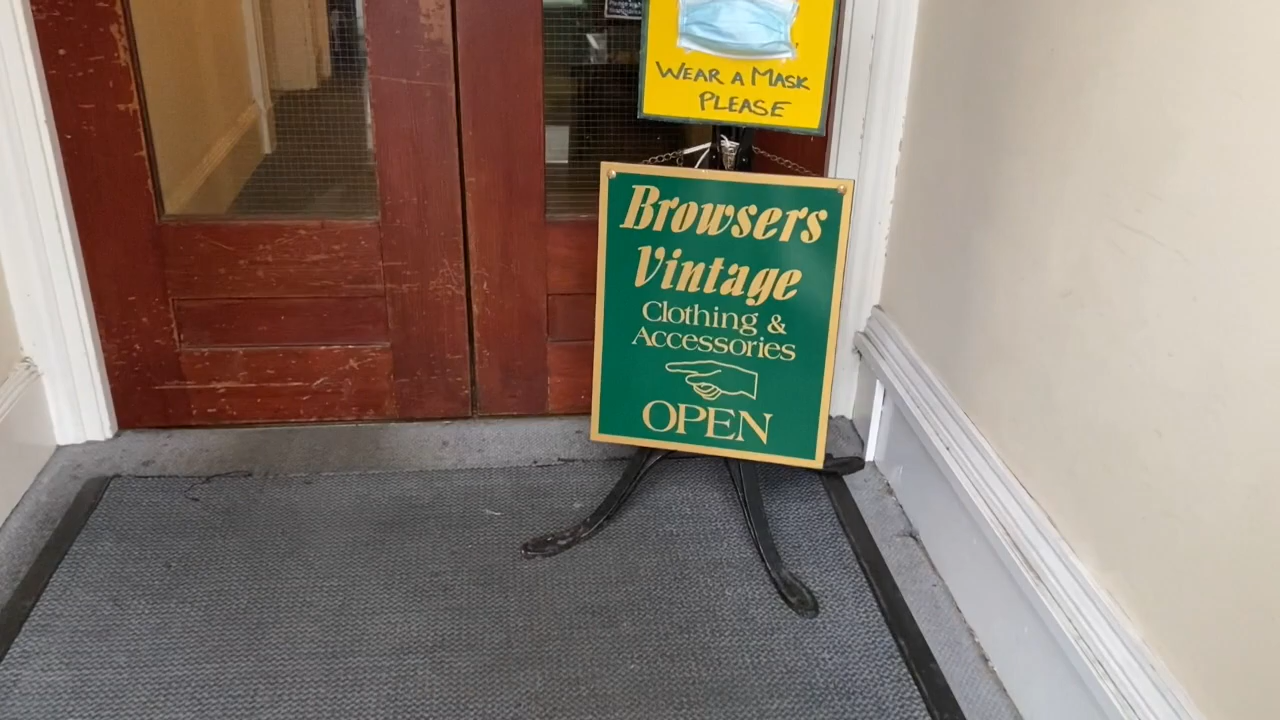 WEAR A MASK
PLEASE
Browsers
Vintage
Clothing &
Accessories
OPEN